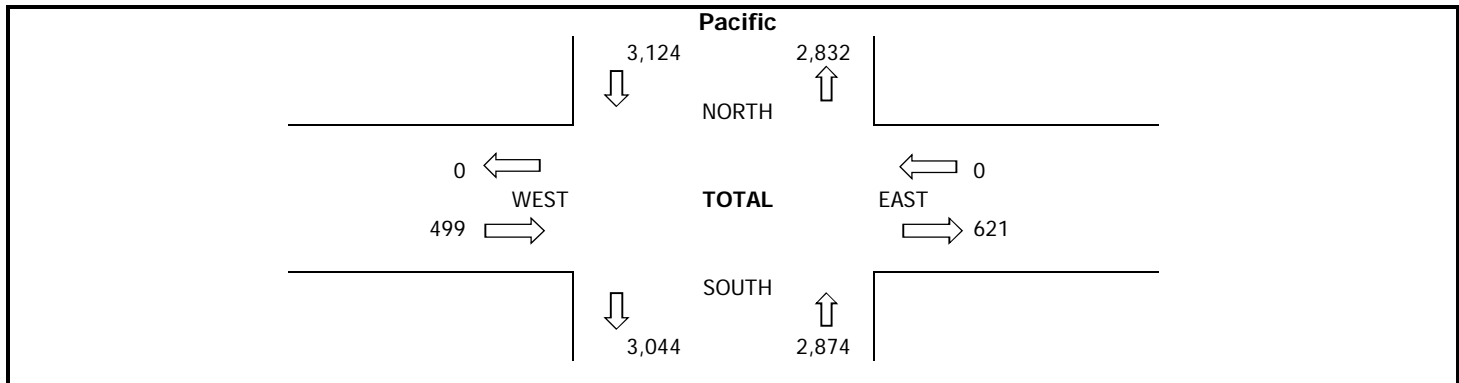 Pacific
3,124 2,832
NORTH
0 0
WEST TOTAL EAST
499 621
SOUTH
3,044 2,874